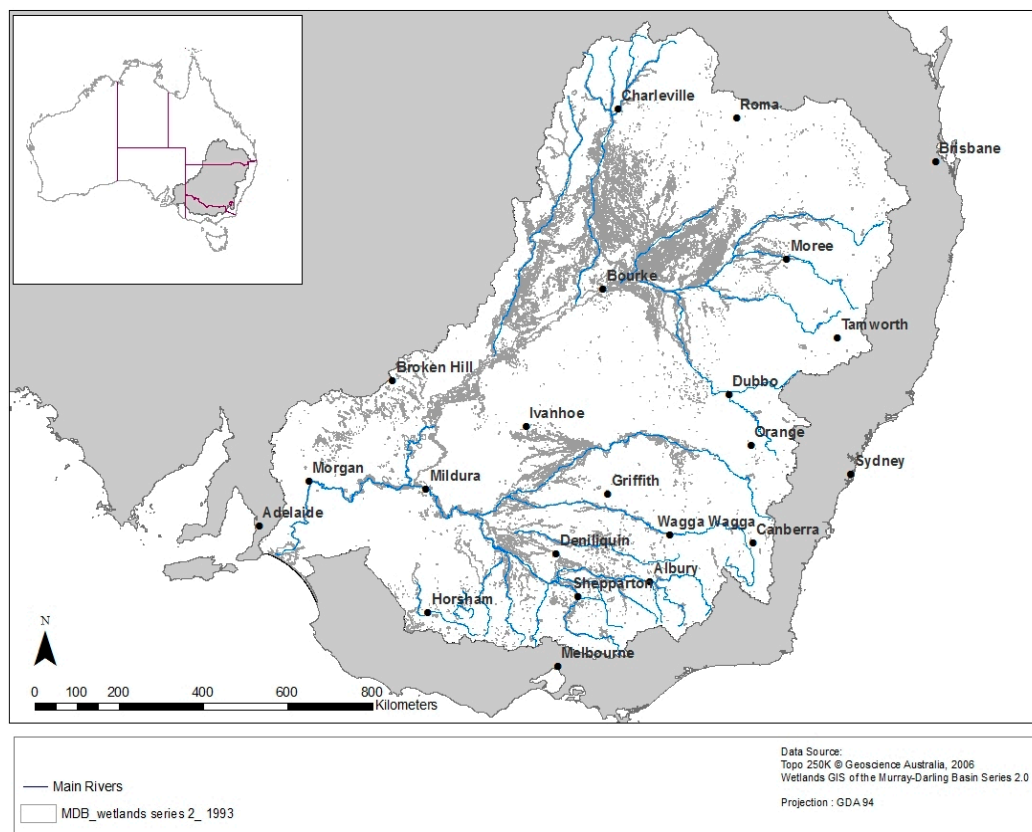 Charleville
Roma
Brisbane
Moree
Bourke
Tamworth
Broken Hill
Dubbo
Ivanhoe
Orange
Sydney
Morgan
Mildura
Griffith
Adelaide
Wagga Wagga
Canberra
Deniliquin
Albury
Shepparton
Horsham
N
Melbourne
0 100 200 400 600 800
Kilometers
Main Rivers
MDB_wetlands series 2_ 1993
Data Source:
Topo 250K © Geoscience Australia, 2006
Wetlands GIS of the Murray-Darling Basin Series 2.0
Projection : GDA 94